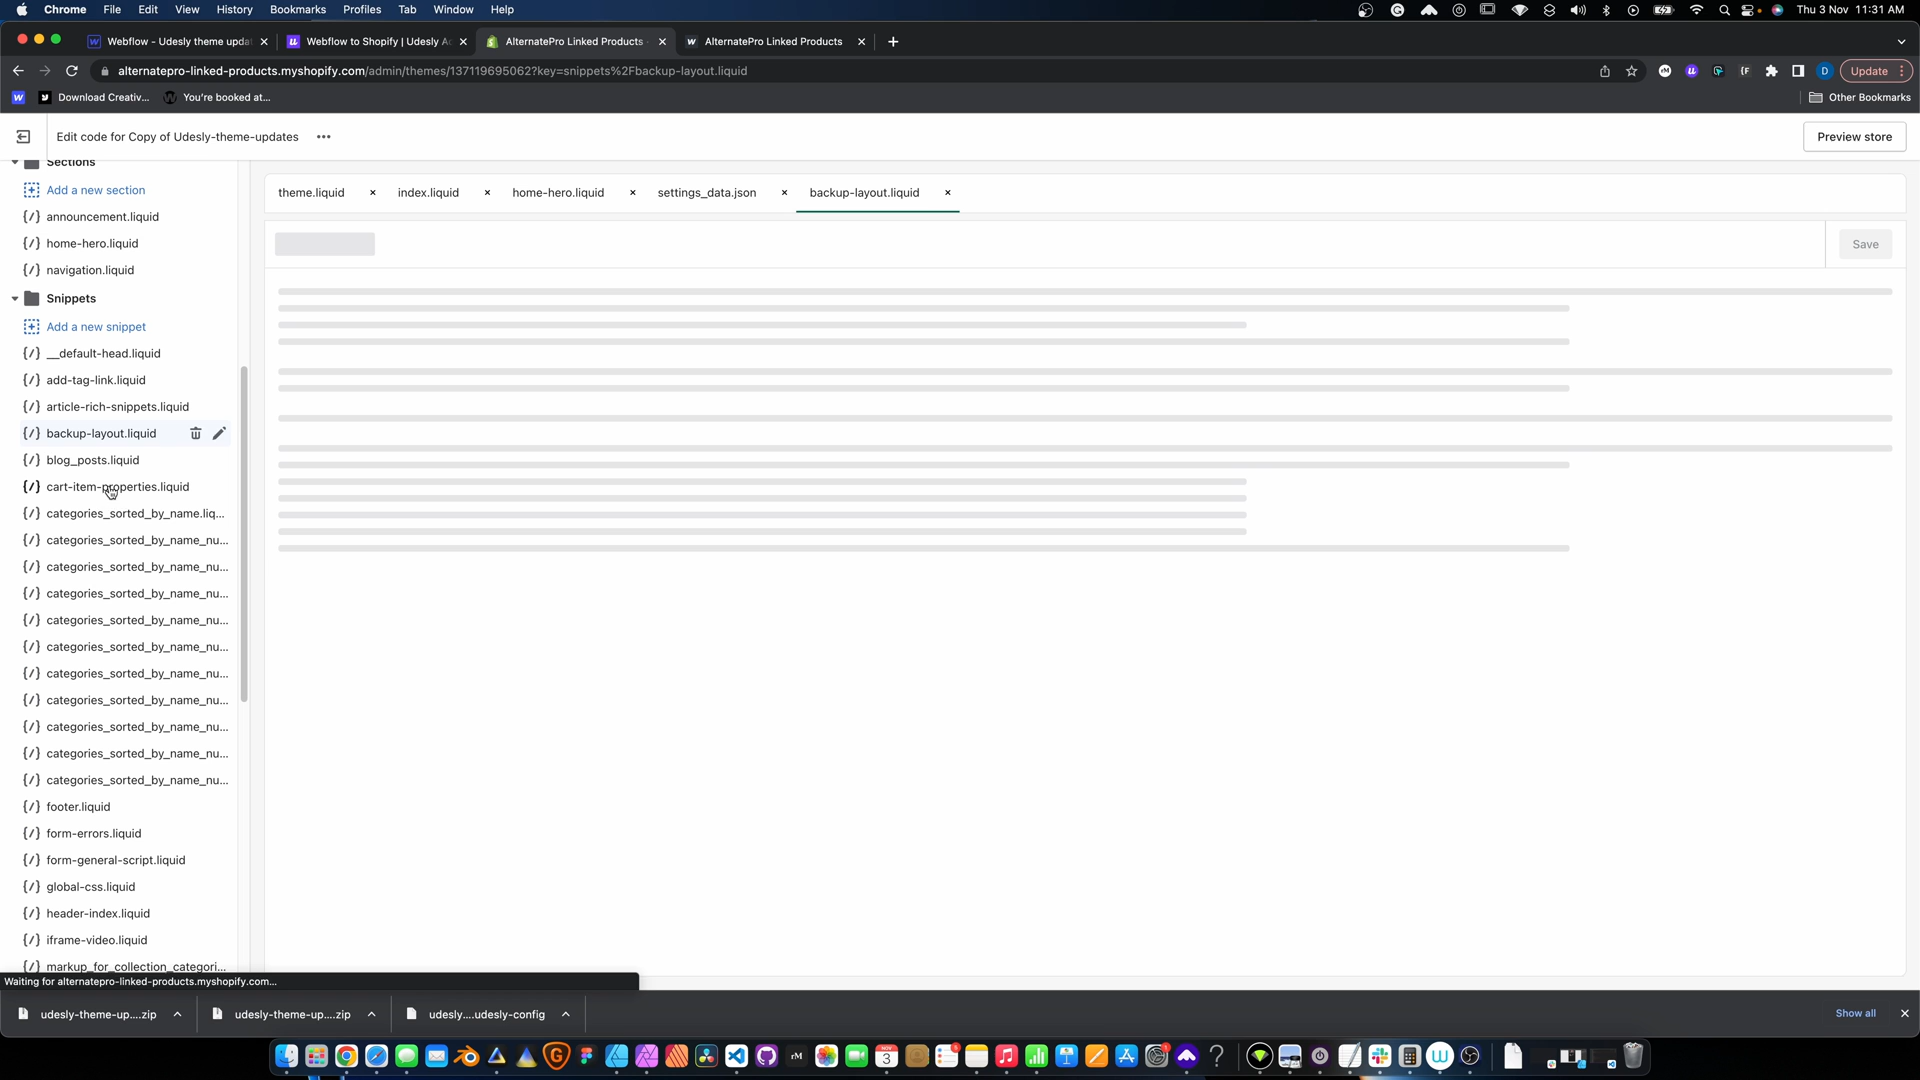 Chrome File Edit View History Bookmarks Profiles Tab Window Help Thu 3 Nov 11:31 AM
Webflow - Udesly theme updat
Webflow to Shopify | Udesly A
AlternatePro Linked Products
AlternatePro Linked Products
alternatepro-linked-products.myshopify.com/admin/themes/137119695062?key=snippets%2Fbackup-layout.liquid
D
Update
Download Creativ...
You're booked at...
Other Bookmarks
Edit code for Copy of Udesly-theme-updates
Preview store
Sections
Add a new section
announcement.liquid
home-hero.liquid
navigation.liquid
Snippets
Add a new snippet
__default-head.liquid
add-tag-link.liquid
article-rich-snippets.liquid
backup-layout.liquid
blog_posts.liquid
cart-item-properties.liquid
categories_sorted_by_name.liq...
categories_sorted_by_name_nu...
categories_sorted_by_name_nu...
categories_sorted_by_name_nu...
categories_sorted_by_name_nu...
categories_sorted_by_name_nu...
categories_sorted_by_name_nu...
categories_sorted_by_name_nu...
categories_sorted_by_name_nu...
categories_sorted_by_name_nu...
categories_sorted_by_name_nu...
footer.liquid
form-errors.liquid
form-general-script.liquid
global-css.liquid
header-index.liquid
iframe-video.liquid
markup_for_collection_categori...
theme.liquid
index.liquid
home-hero.liquid
settings_data.json
backup-layout.liquid
Save
Waiting for alternatepro-linked-products.myshopify.com...
udesly-theme-up....zip
udesly-theme-up....zip
udesly....udesly-config
Show all